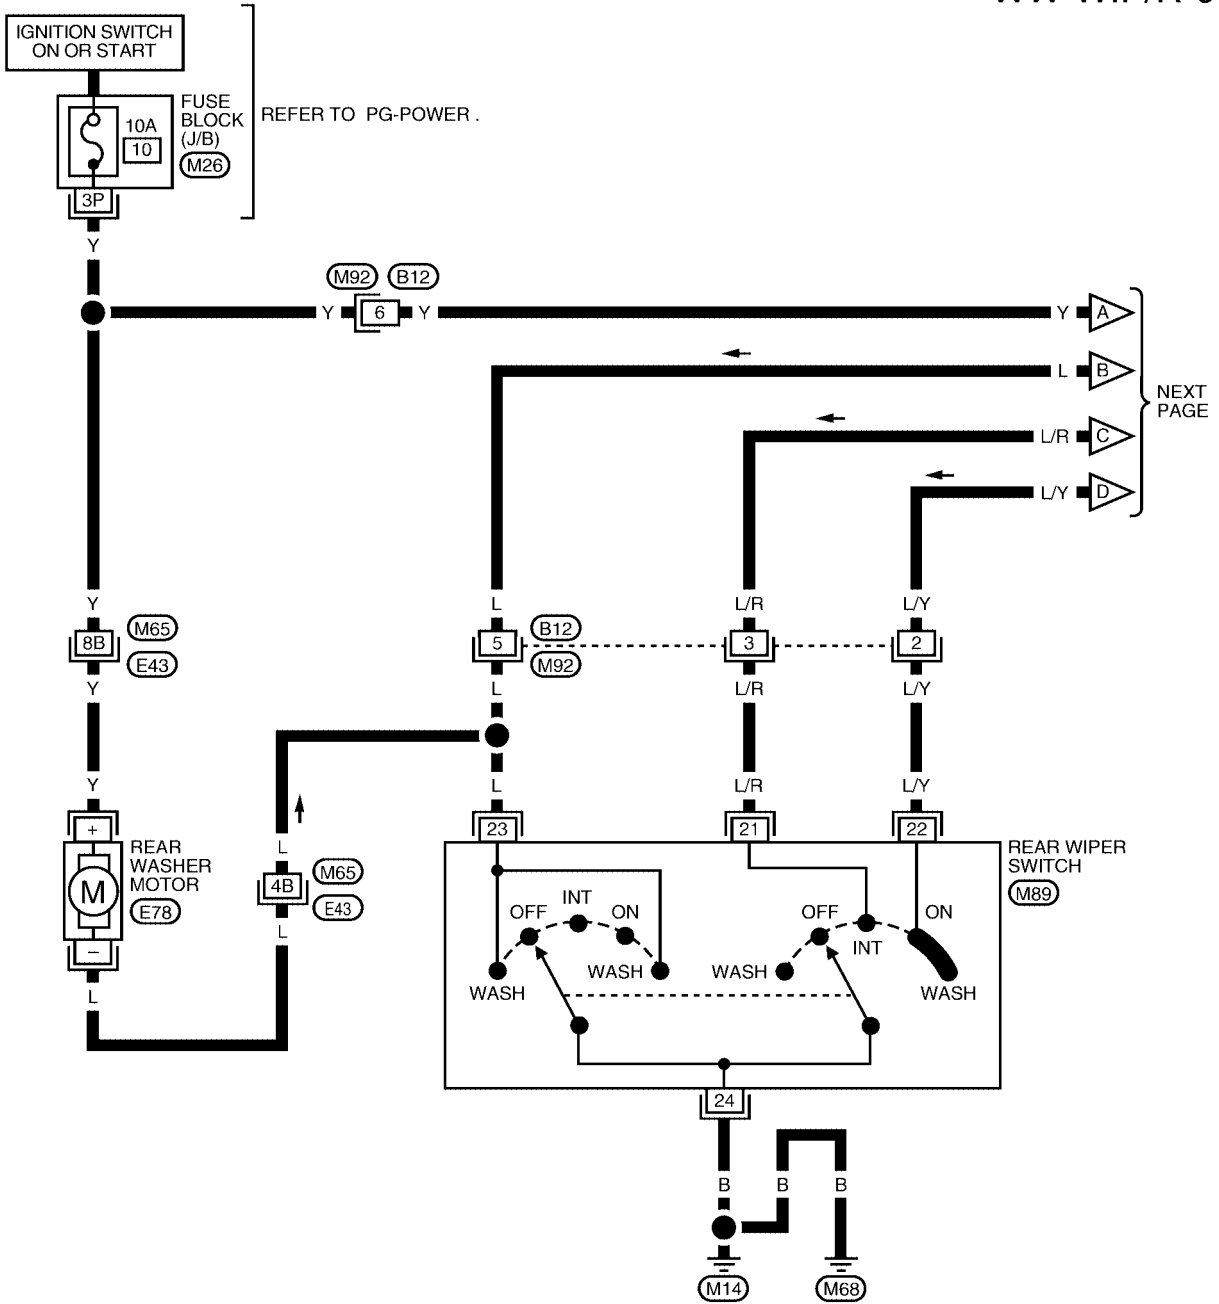 IGNITION SWITCH
ON OR START
FUSE
BLOCK
(J/B)
M26
10A
10
3P
REFER TO PG-POWER .
Y
M92
B12
Y
6
Y
Y
A
L
B
NEXT
PAGE
L/R
C
L/Y
D
Y
L
L/R
L/Y
8B
M65
E43
5
B12
M92
3
2
Y
L
L/R
L/Y
Y
L
L/R
L/Y
+
23
21
22
REAR
WASHER
MOTOR
E78
M
–
L
4B
M65
E43
L
L
REAR WIPER
SWITCH
M89
OFF
INT
ON
WASH
WASH
OFF
INT
ON
WASH
WASH
24
B
B
B
M14
M68